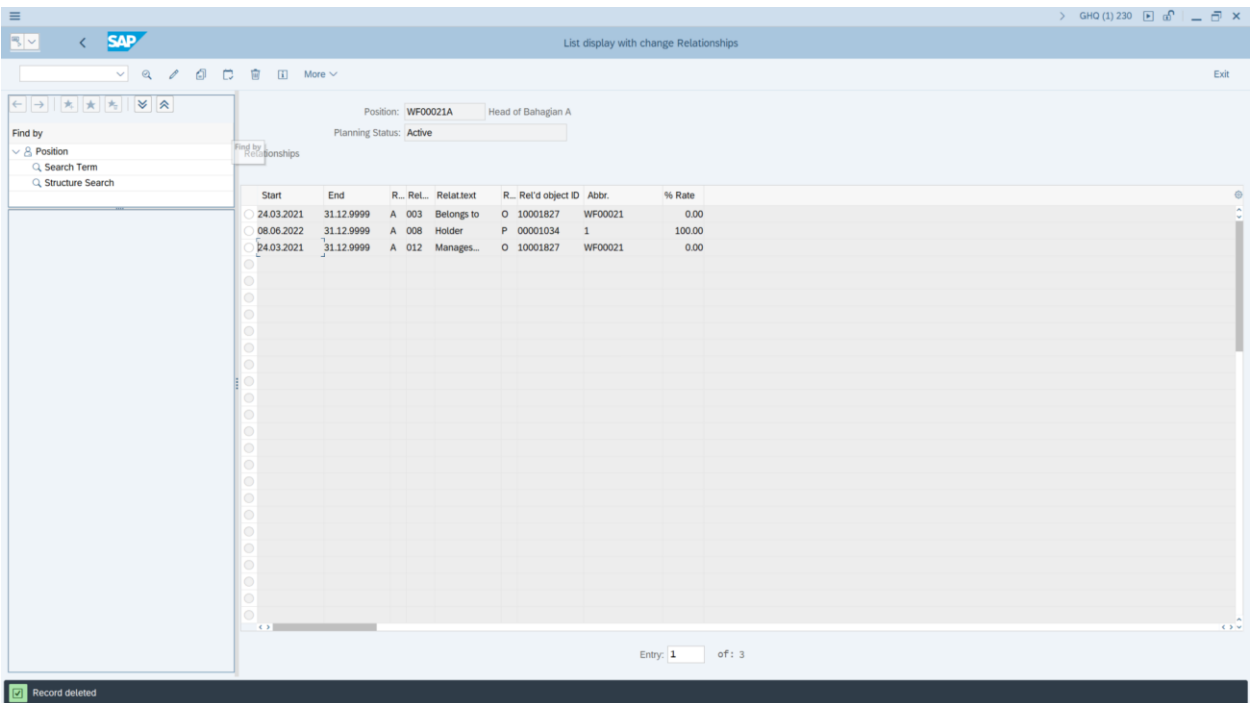 GHQ (1) 230
SAP
List display with change Relationships
More
Exit
Position: WF00021A Head of Bahagian A
Planning Status: Active
Find by
Find by
Relationships
Position
Search Term
Structure Search
Start End R... Rel... Relat.text R... Rel'd object ID Abbr. % Rate
24.03.2021 31.12.9999 A 003 Belongs to O 10001827 WF00021 0.00
08.06.2022 31.12.9999 A 008 Holder P 00001034 1 100.00
24.03.2021 31.12.9999 A 012 Manages... O 10001827 WF00021 0.00
Entry: 1 of: 3
Record deleted